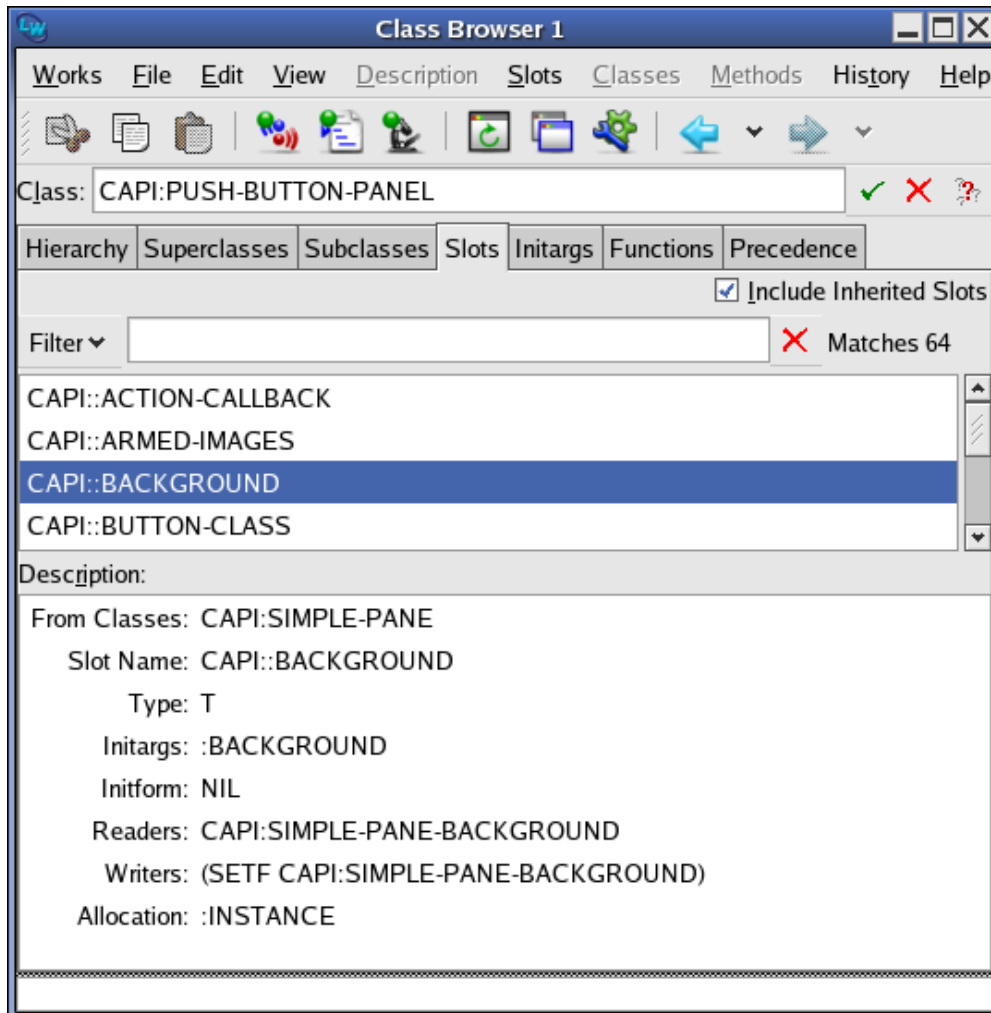 LW Class Browser 1
Works File Edit View Description Slots Classes Methods History Help
Class: CAPI:PUSH-BUTTON-PANEL
Hierarchy Superclasses Subclasses Slots Initargs Functions Precedence
Include Inherited Slots
Filter Matches 64
CAPI::ACTION-CALLBACK
CAPI::ARMED-IMAGES
CAPI::BACKGROUND
CAPI::BUTTON-CLASS
Description:
From Classes: CAPI:SIMPLE-PANE
Slot Name: CAPI::BACKGROUND
Type: T
Initargs: :BACKGROUND
Initform: NIL
Readers: CAPI:SIMPLE-PANE-BACKGROUND
Writers: (SETF CAPI:SIMPLE-PANE-BACKGROUND)
Allocation: :INSTANCE